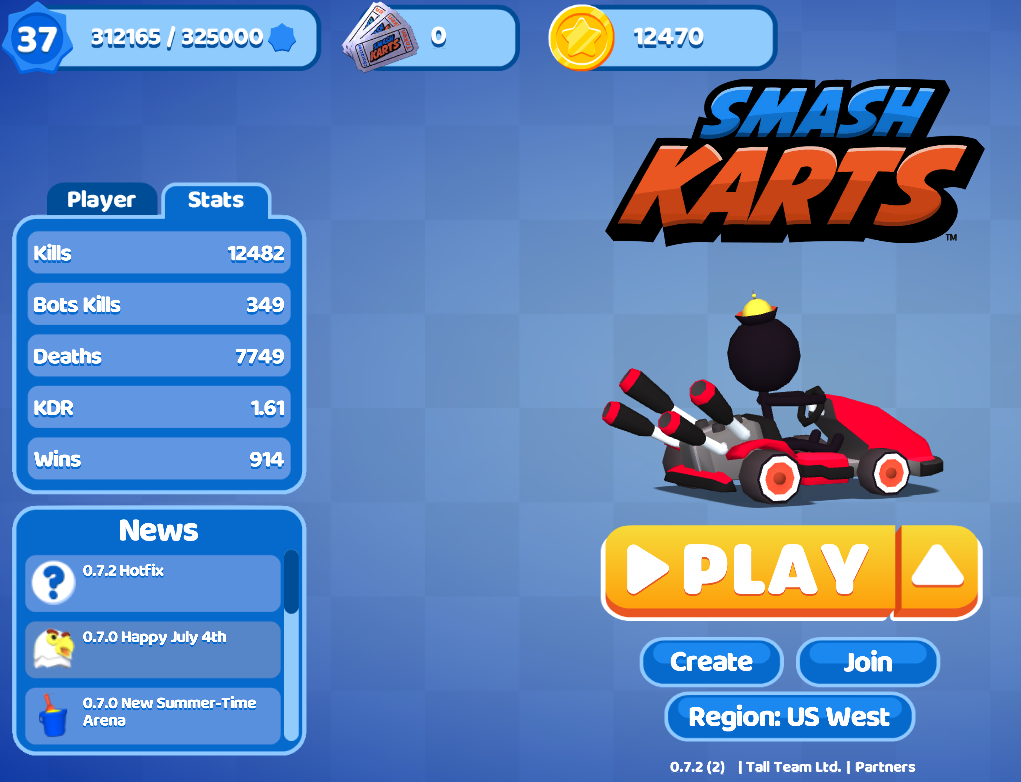 37
312165 / 325000
KARTS
0
12470
SMASH
KARTS
TM
Player
Stats
Kills 12482
Bots Kills 349
Deaths 7749
KDR 1.61
Wins 914
News
?
0.7.2 Hotfix
0.7.0 Happy July 4th
0.7.0 New Summer-Time
Arena
PLAY
Create
Join
Region: US West
0.7.2 (2) | Tall Team Ltd. | Partners